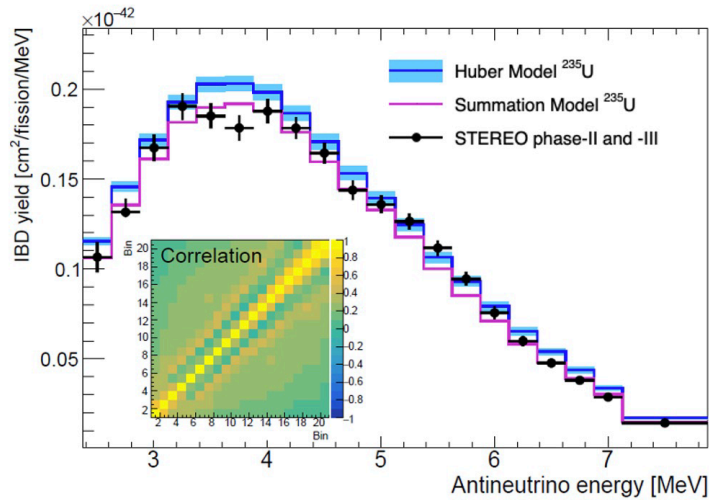 ×10⁻⁴²
IBD yield [cm²/fission/MeV]
0.2
0.15
0.1
0.05
Huber Model ²³⁵U
Summation Model ²³⁵U
STEREO phase-II and -III
Correlation
Bin
20
18
16
14
12
10
8
6
4
2
2 4 6 8 10 12 14 16 18 20
Bin
1
0.8
0.6
0.4
0.2
0
−0.2
−0.4
−0.6
−0.8
−1
3 4 5 6 7
Antineutrino energy [MeV]